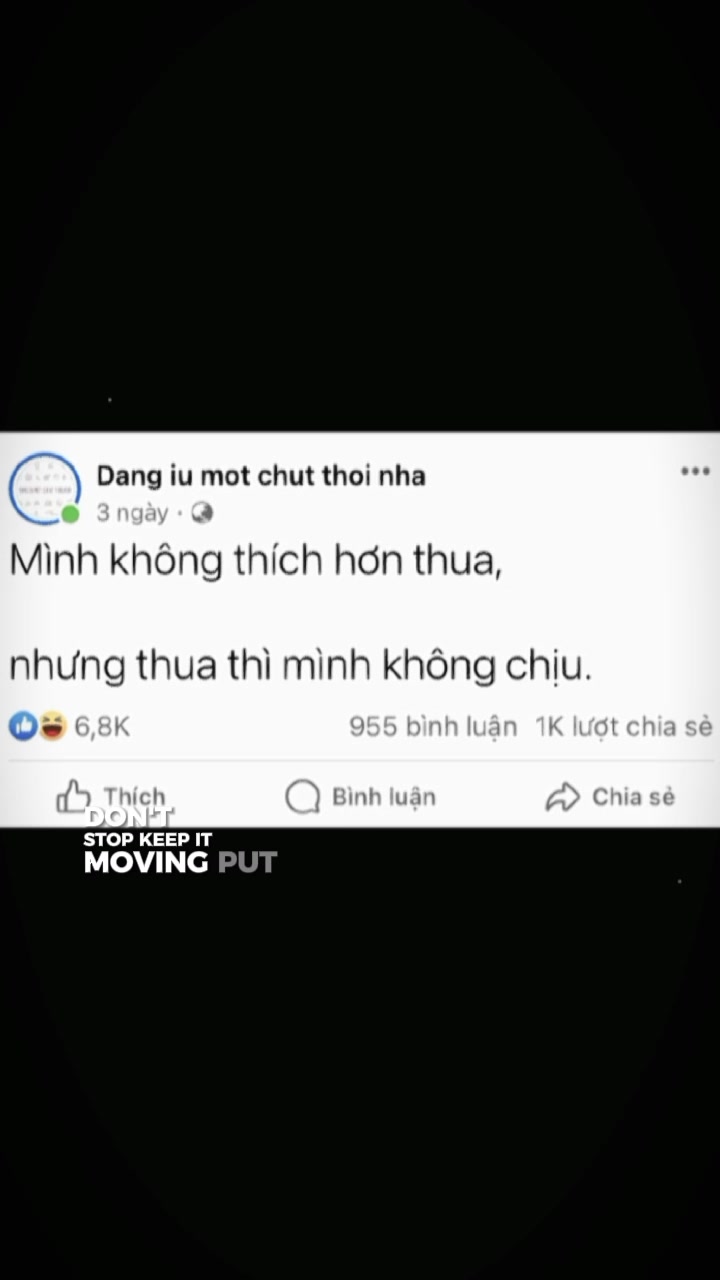 Dang iu mot chut thoi nha
3 ngày ·
Mình không thích hơn thua,
nhưng thua thì mình không chịu.
6,8K 955 bình luận 1K lượt chia sẻ
Thích Bình luận Chia sẻ
DON'T
STOP KEEP IT
MOVING PUT